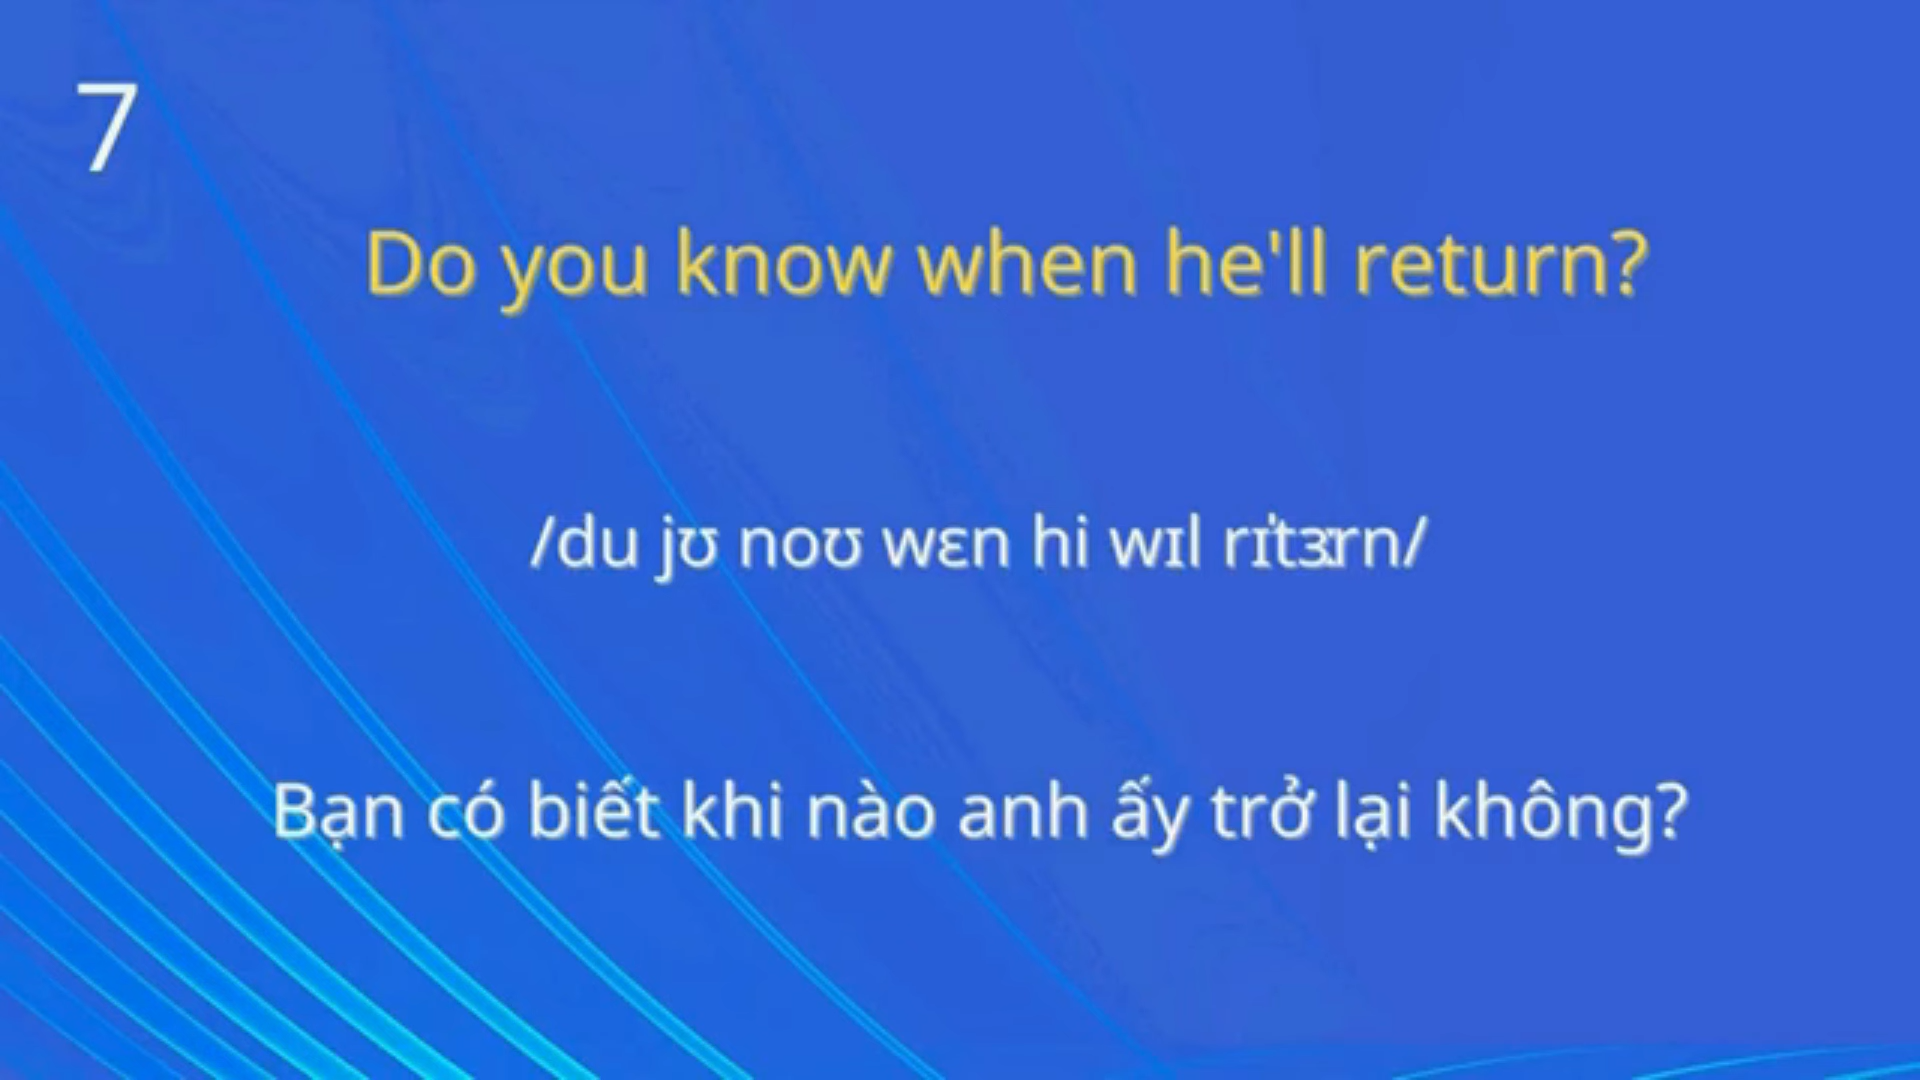 7
Do you know when he'll return?
/du jʊ noʊ wɛn hi wɪl rɪ'tɜrn/
Bạn có biết khi nào anh ấy trở lại không?